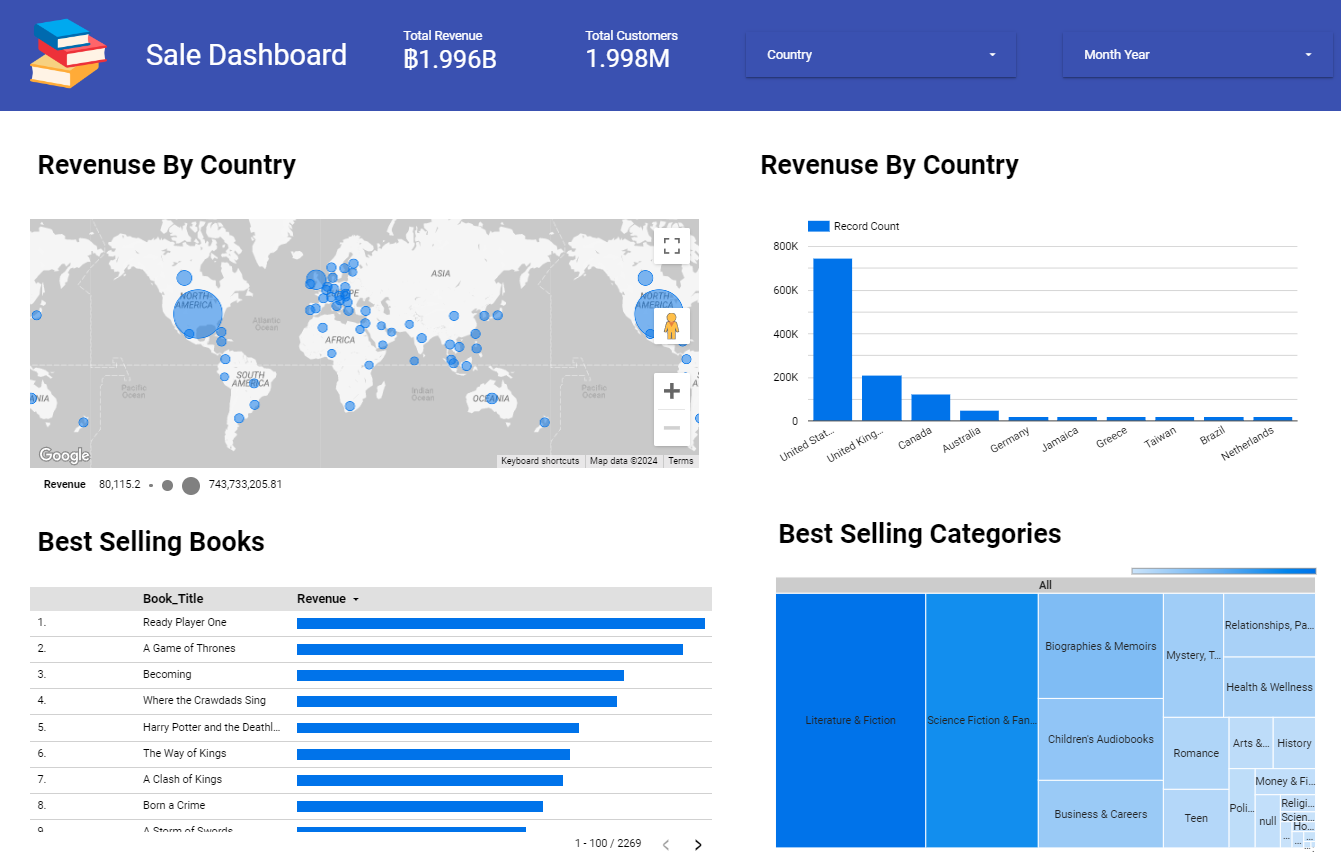 Sale Dashboard
Total Revenue
฿1.996B
Total Customers
1.998M
Country
Month Year
Revenuse By Country
NORTH AMERICA
Atlantic Ocean
ASIA
AFRICA
SOUTH AMERICA
Pacific Ocean
Indian Ocean
OCEANIA
Pacific Ocean
NORTH AMERICA
Google
Keyboard shortcuts
Map data ©2024
Terms
Revenue 80,115.2 743,733,205.81
Revenuse By Country
Record Count
800K
600K
400K
200K
0
United Stat...
United King...
Canada
Australia
Germany
Jamaica
Greece
Taiwan
Brazil
Netherlands
Best Selling Books
Book_Title Revenue
1. Ready Player One
2. A Game of Thrones
3. Becoming
4. Where the Crawdads Sing
5. Harry Potter and the Deathl...
6. The Way of Kings
7. A Clash of Kings
8. Born a Crime
9. A Storm of Swords
1 - 100 / 2269
Best Selling Categories
All
Literature & Fiction
Science Fiction & Fan...
Biographies & Memoirs
Children's Audiobooks
Business & Careers
Mystery, T...
Romance
Teen
Relationships, Pa...
Health & Wellness
Arts &...
History
Poli...
Money & Fi...
null
Religi...
Scien...
Ho...
...
...
...
...